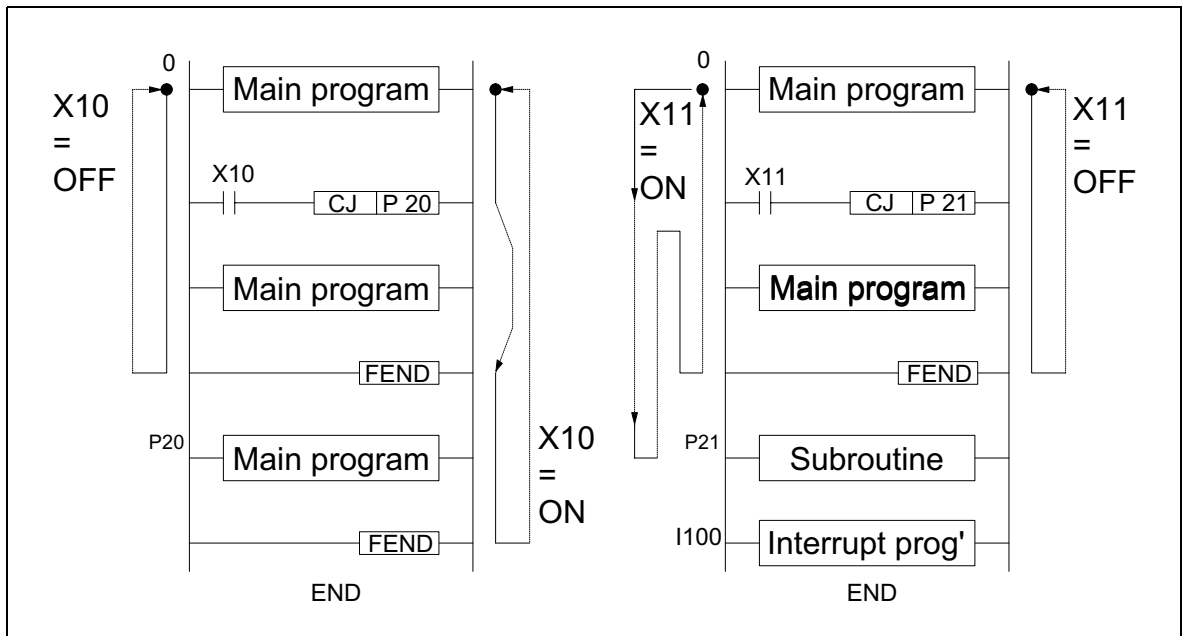 0
Main program
X10
=
OFF
X10
CJ P 20
Main program
FEND
P20
Main program
X10
=
ON
FEND
END
0
Main program
X11
=
ON
X11
=
OFF
X11
CJ P 21
Main program
FEND
P21
Subroutine
I100
Interrupt prog'
END